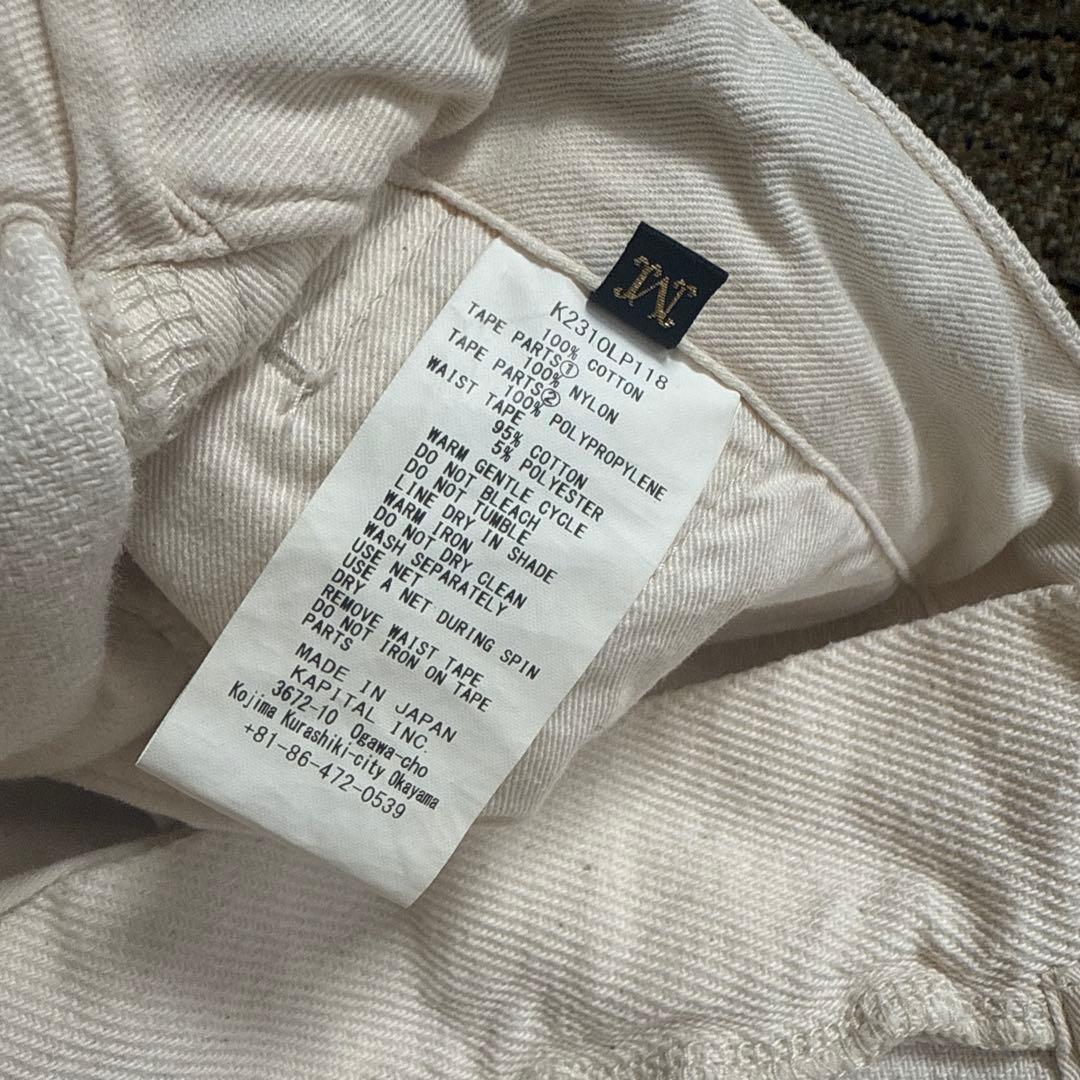 M
K2310LP118
100% COTTON
TAPE PARTS①
100% NYLON
TAPE PARTS②
100% POLYPROPYLENE
WAIST TAPE
95% COTTON
5% POLYESTER
WARM GENTLE CYCLE
DO NOT BLEACH
DO NOT TUMBLE
LINE DRY IN SHADE
WARM IRON
DO NOT DRY CLEAN
WASH SEPARATELY
USE NET
USE A NET DURING SPIN
DRY
REMOVE WAIST TAPE
DO NOT IRON ON TAPE
PARTS
MADE IN JAPAN
KAPITAL INC.
3672-10 Ogawa-cho
Kojima Kurashiki-city Okayama
+81-86-472-0539